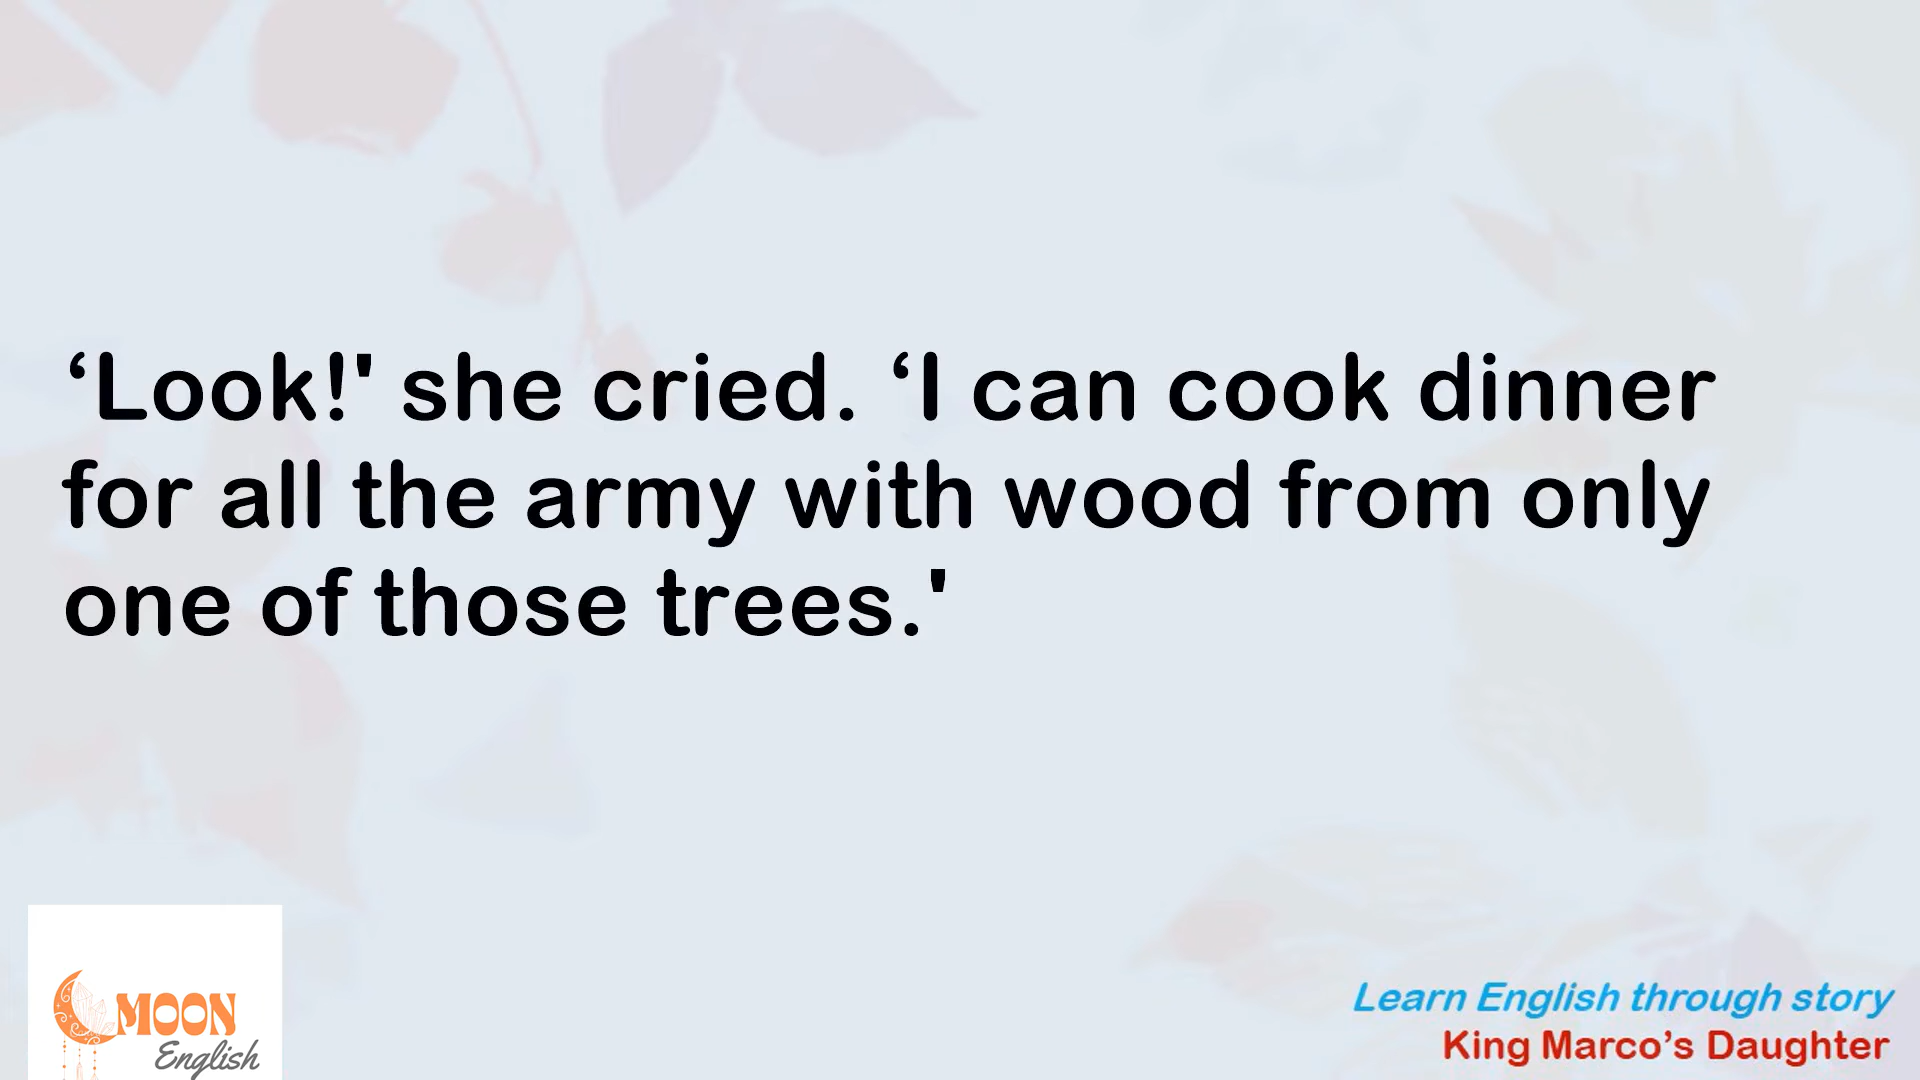 ‘Look!' she cried. ‘I can cook dinner
for all the army with wood from only
one of those trees.'
MOON
English
Learn English through story
King Marco’s Daughter